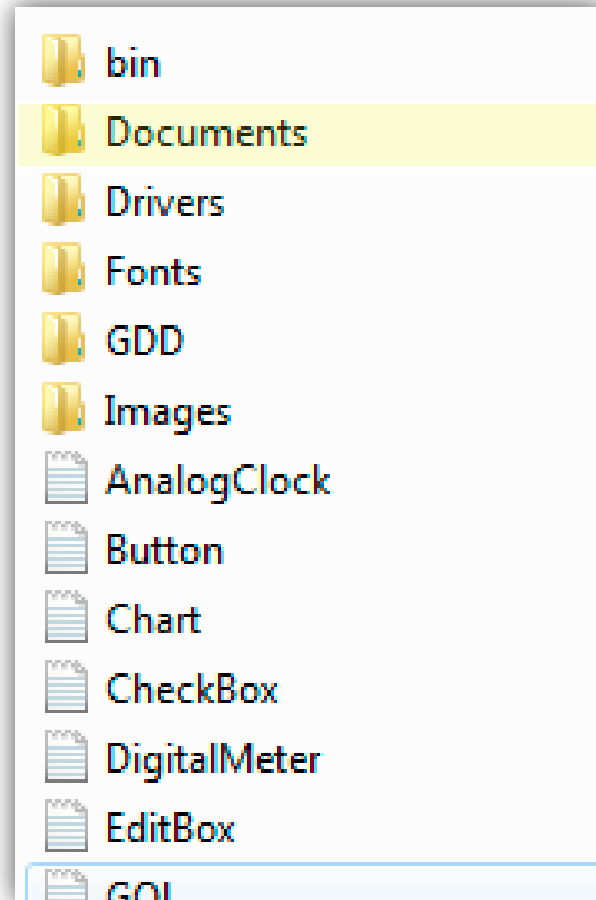 bin
Documents
Drivers
Fonts
GDD
Images
AnalogClock
Button
Chart
CheckBox
DigitalMeter
EditBox